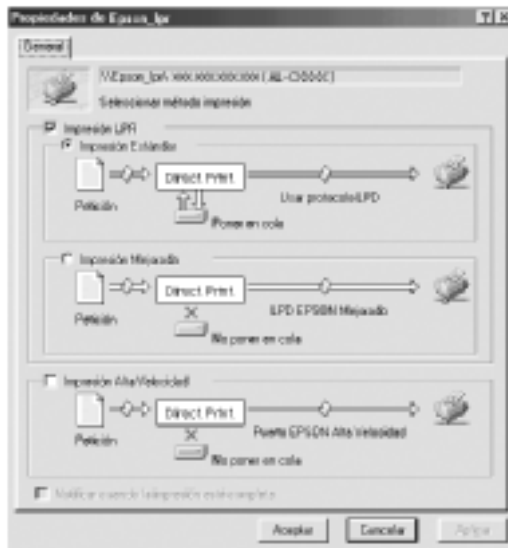 Propiedades de Epson_lpr
General
\\Epson_lpr\ xxx.xxx.xxx.xxx
Seleccionar método impresión
Impresión LPR
Impresión Estándar
Direct Print
Petición
Usar protocolo LPD
Poner en cola
Impresión Mejorada
Direct Print
Petición
LPD EPSON Mejorado
No poner en cola
Impresión Alta Velocidad
Direct Print
Petición
Puerto EPSON Alta Velocidad
No poner en cola
Notificar cuando la impresión esté completa
Aceptar
Cancelar
Aplicar